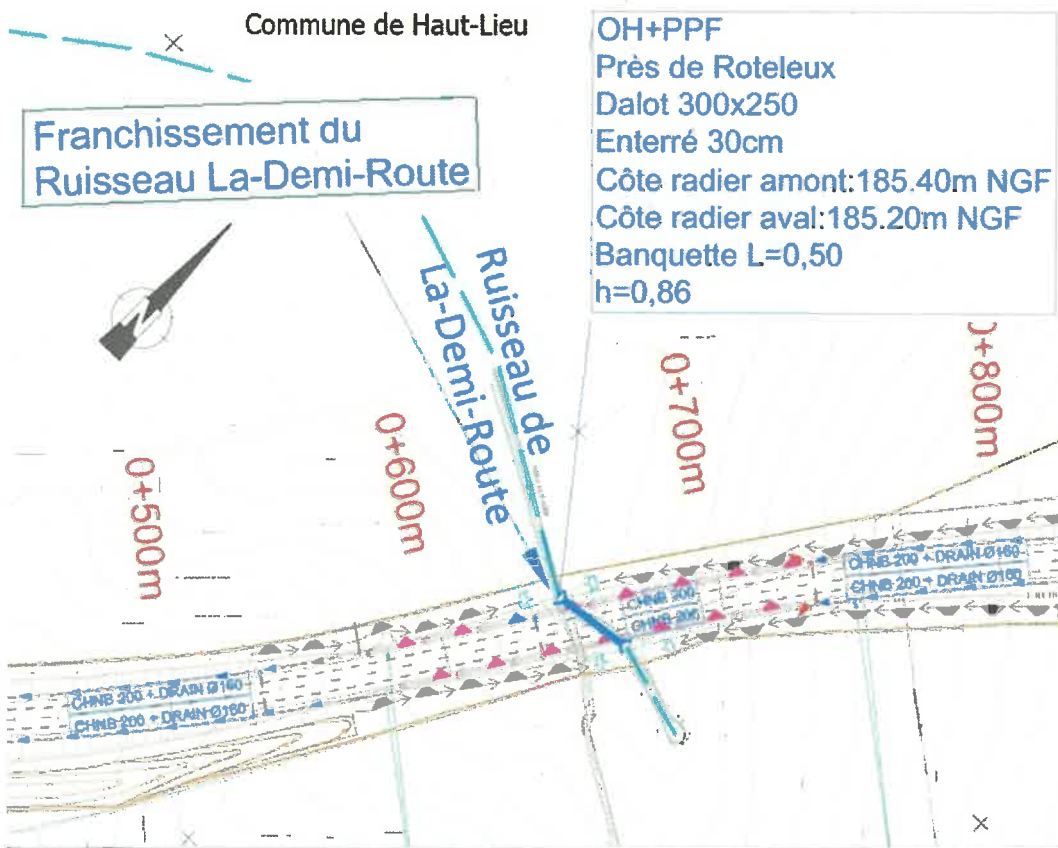 Commune de Haut-Lieu
OH+PPF
Près de Roteleux
Dalot 300x250
Enterré 30cm
Côte radier amont:185.40m NGF
Côte radier aval:185.20m NGF
Banquette L=0,50
h=0,86
Franchissement du
Ruisseau La-Demi-Route
Ruisseau de
La-Demi-Route
0+500m
0+600m
0+700m
0+800m
CHNB 200 + DRAIN Ø160
CHNB 200 + DRAIN Ø160
CHNB 200
CHNB 200
CHNB 200 + DRAIN Ø160
CHNB 200 + DRAIN Ø160